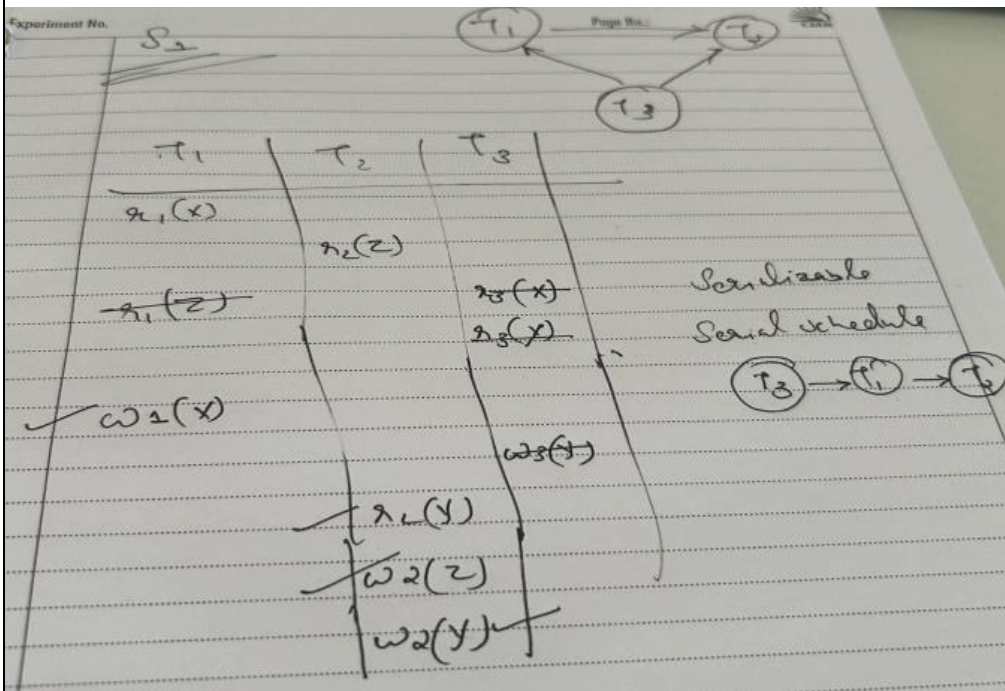 Experiment No.
Page No.:
S1
T1 → T2
T3
T1 T2 T3
r1(x)
r2(z)
r1(z) r3(x)
r3(y)
w1(x)
w3(y)
r2(y)
w2(z)
w2(y)
Serializable
Serial schedule
T3 → T1 → T2